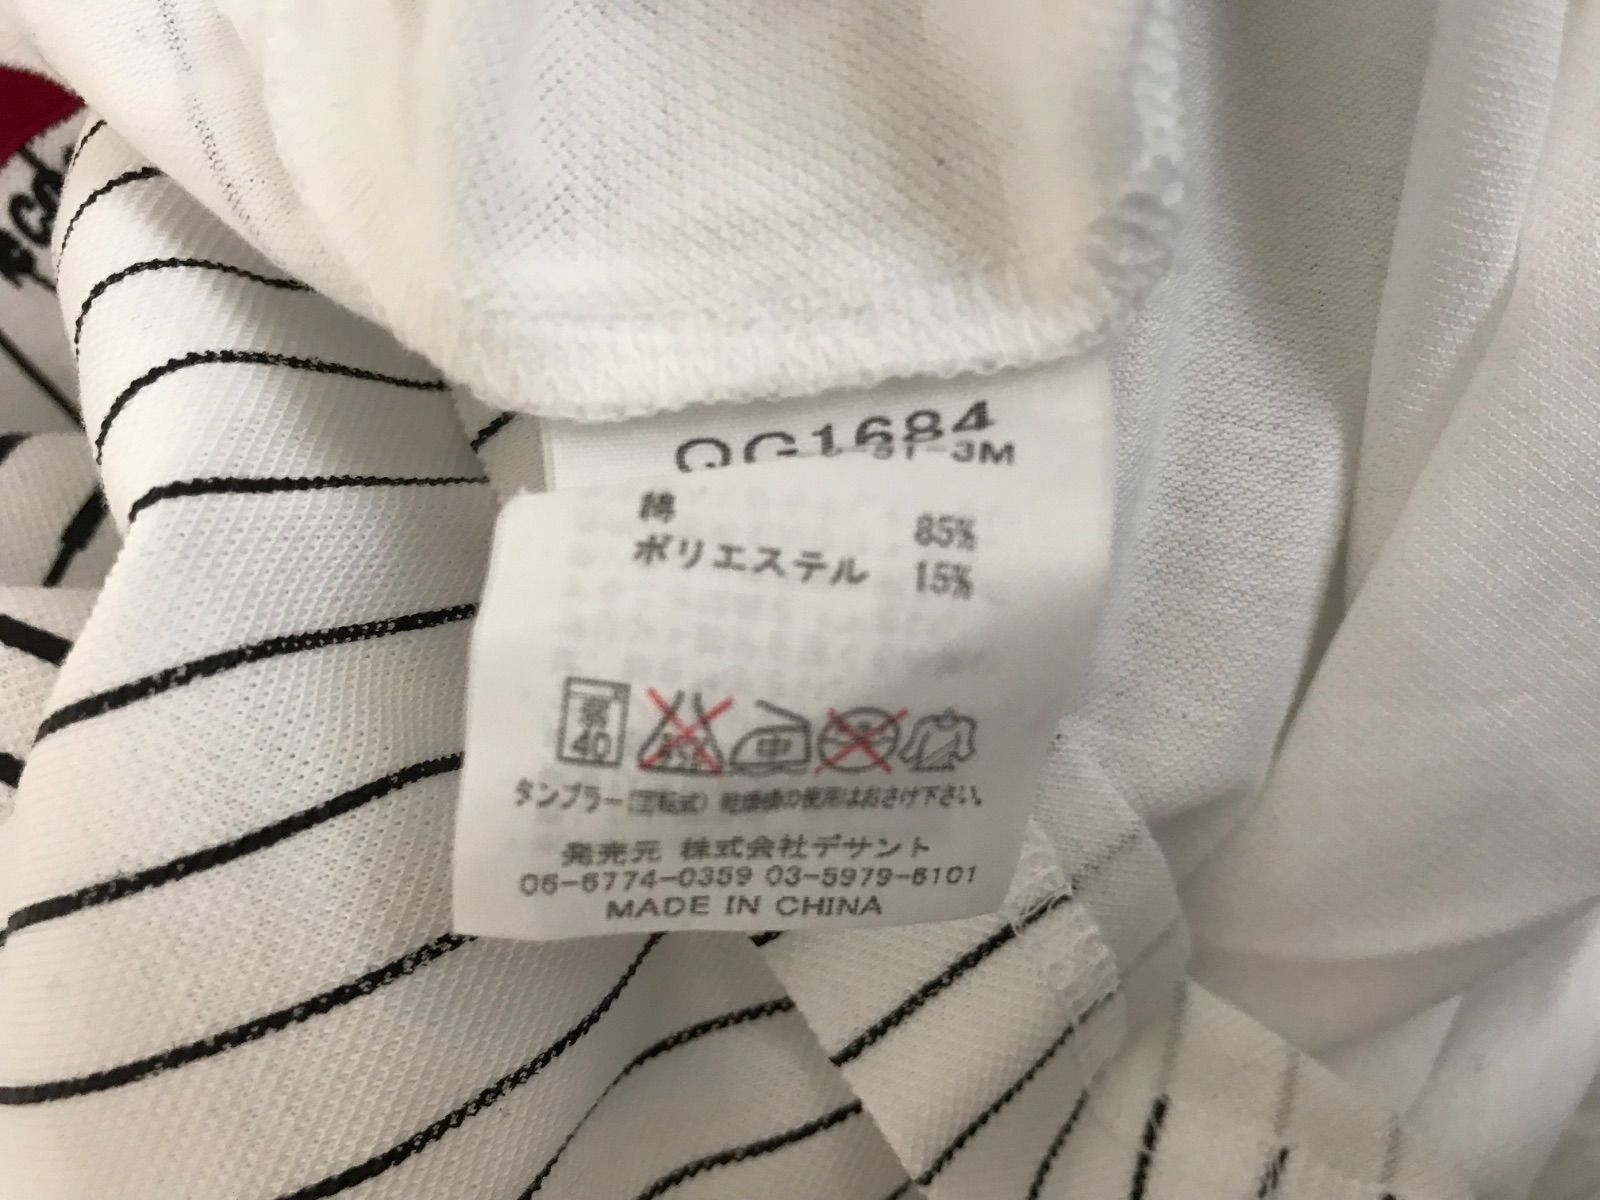 QG1684
-3M
綿 85%
ポリエステル 15%
40
中
タンブラー(回転式)乾燥機の使用はおさけ下さい。
発売元 株式会社デサント
06-6774-0359 03-5979-6101
MADE IN CHINA